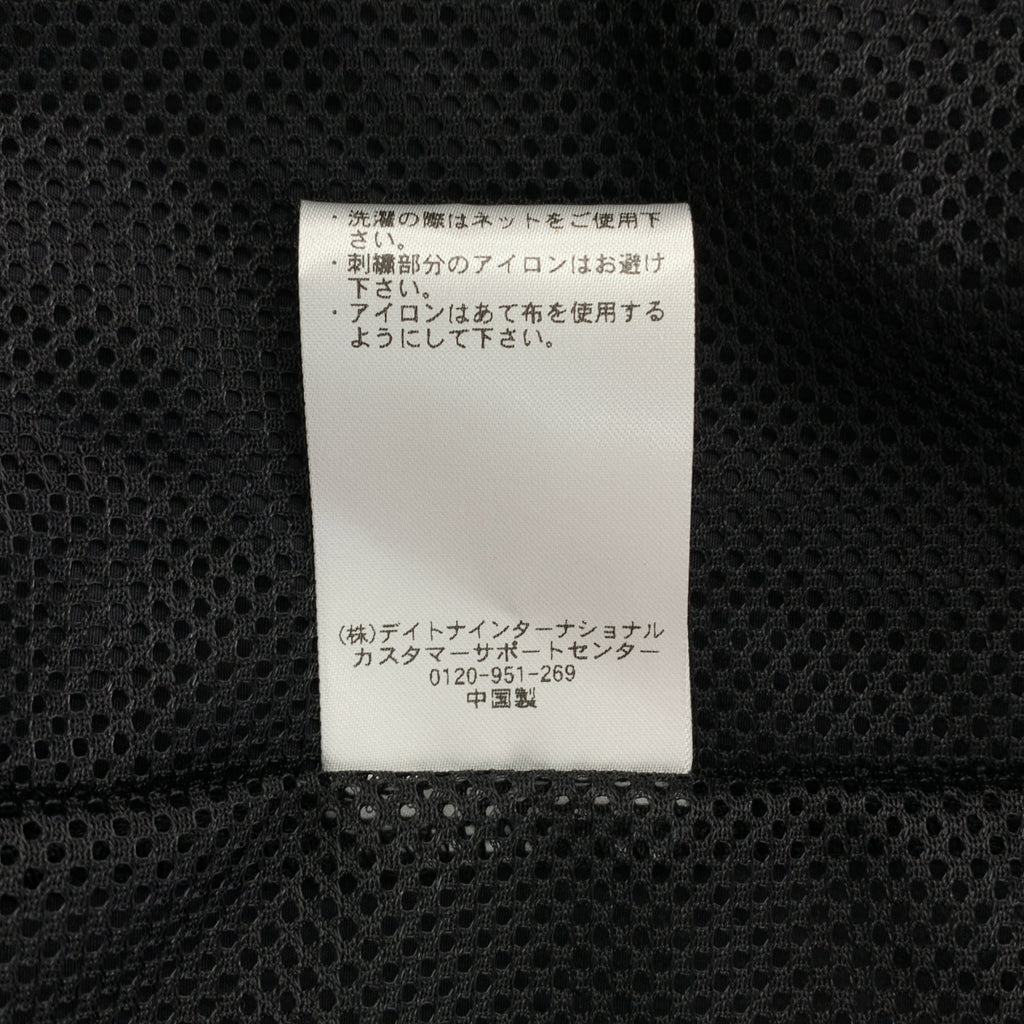 ・洗濯の際はネットをご使用下
さい。
・刺繍部分のアイロンはお避け
下さい。
・アイロンはあて布を使用する
ようにして下さい。
(株)デイトナインターナショナル
カスタマーサポートセンター
0120-951-269
中国製